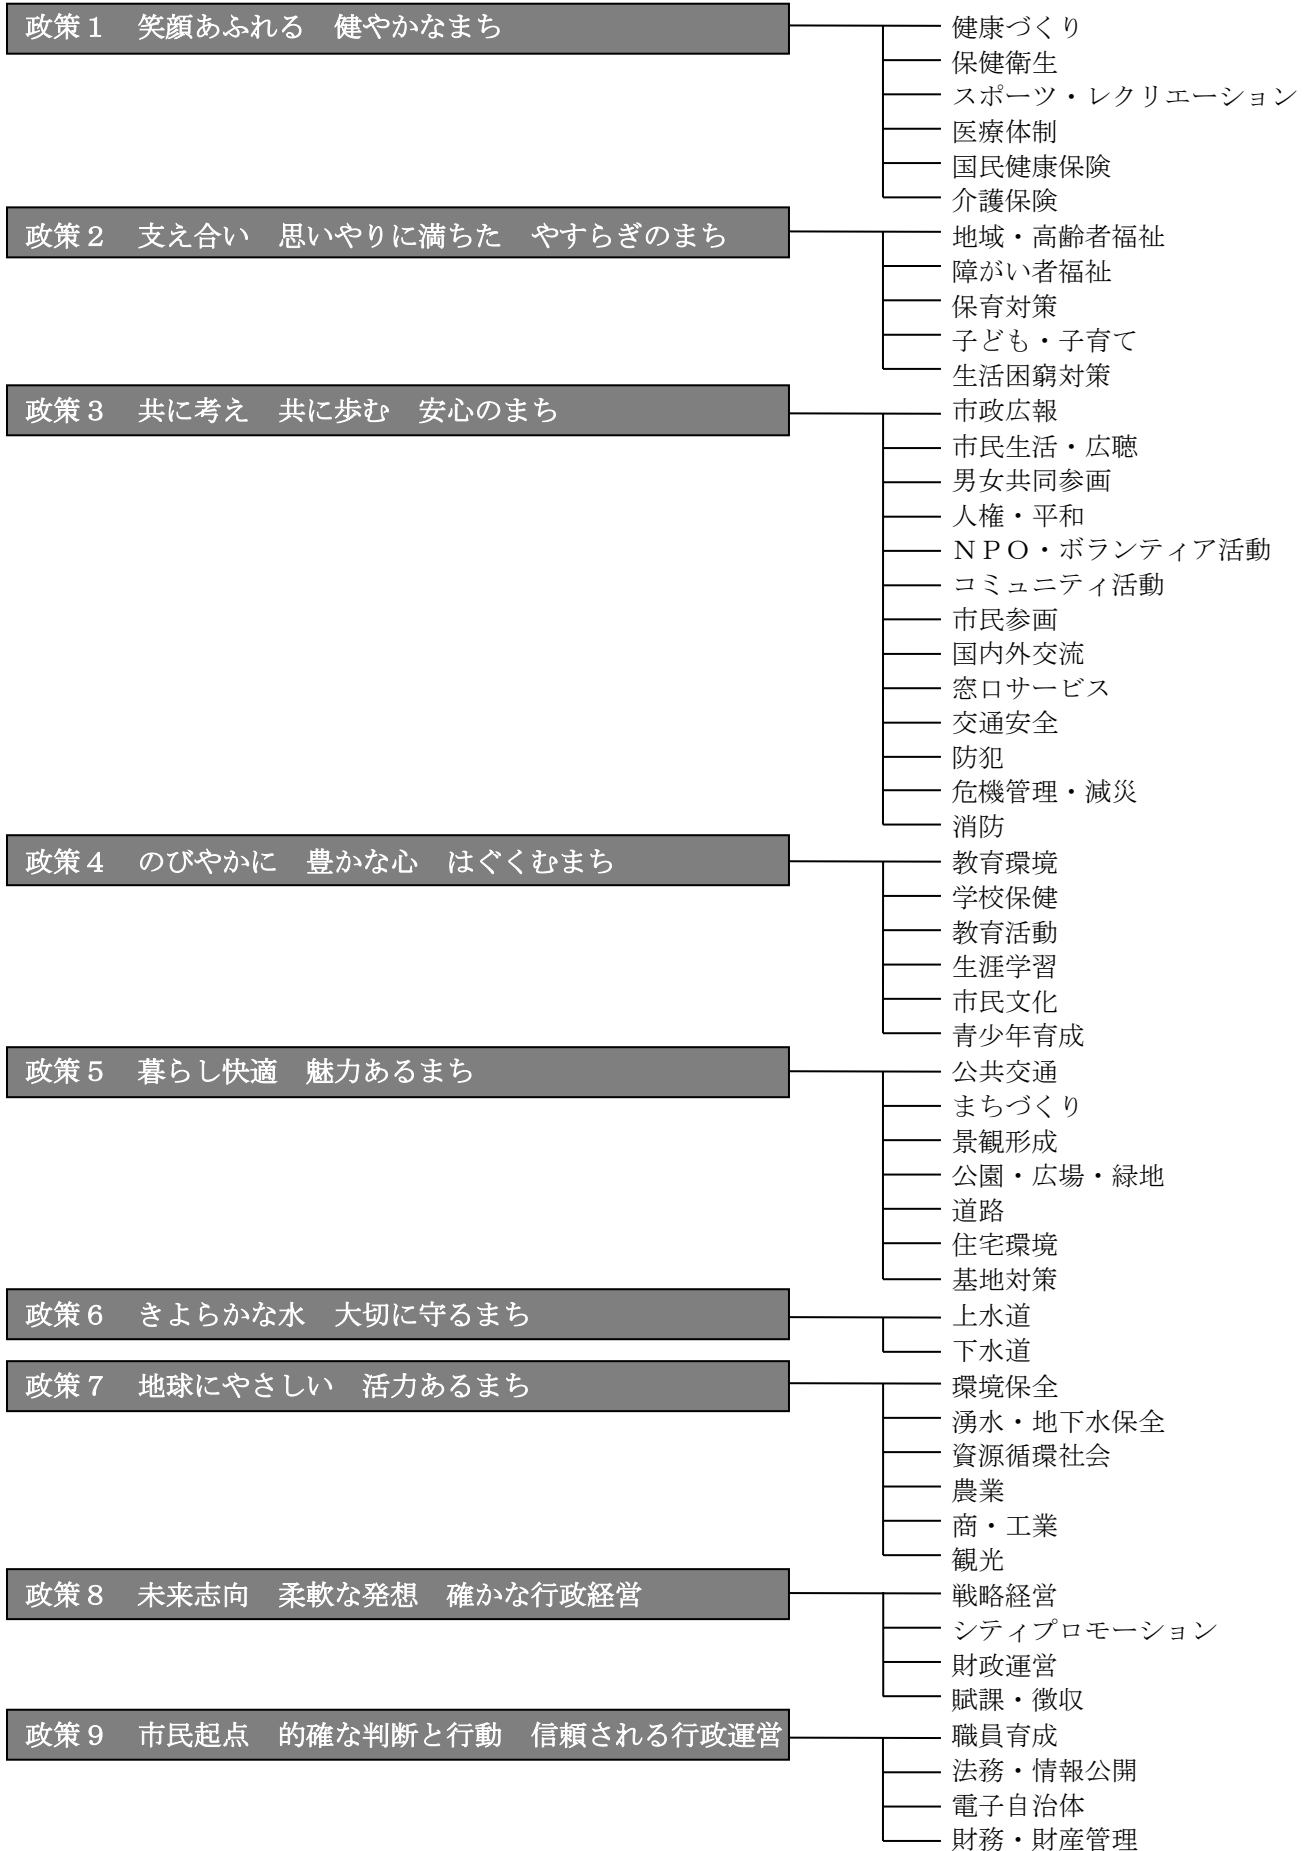 政策１　笑顔あふれる　健やかなまち
健康づくり
保健衛生
スポーツ・レクリエーション
医療体制
国民健康保険
介護保険
政策２　支え合い　思いやりに満ちた　やすらぎのまち
地域・高齢者福祉
障がい者福祉
保育対策
子ども・子育て
生活困窮対策
政策３　共に考え　共に歩む　安心のまち
市政広報
市民生活・広聴
男女共同参画
人権・平和
ＮＰＯ・ボランティア活動
コミュニティ活動
市民参画
国内外交流
窓口サービス
交通安全
防犯
危機管理・減災
消防
政策４　のびやかに　豊かな心　はぐくむまち
教育環境
学校保健
教育活動
生涯学習
市民文化
青少年育成
政策５　暮らし快適　魅力あるまち
公共交通
まちづくり
景観形成
公園・広場・緑地
道路
住宅環境
基地対策
政策６　きよらかな水　大切に守るまち
上水道
下水道
政策７　地球にやさしい　活力あるまち
環境保全
湧水・地下水保全
資源循環社会
農業
商・工業
観光
政策８　未来志向　柔軟な発想　確かな行政経営
戦略経営
シティプロモーション
財政運営
賦課・徴収
政策９　市民起点　的確な判断と行動　信頼される行政運営
職員育成
法務・情報公開
電子自治体
財務・財産管理